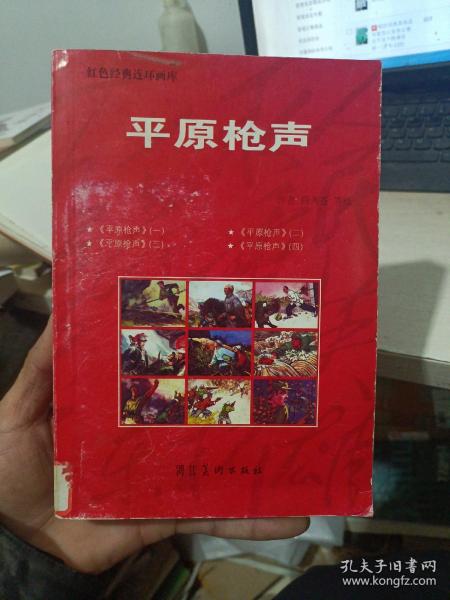 红色经典连环画库
平原枪声
★《平原枪声》(一)
★《平原枪声》(二)
★《平原枪声》(三)
★《平原枪声》(四)
湖北美术出版社
孔夫子旧书网
www.kongfz.com